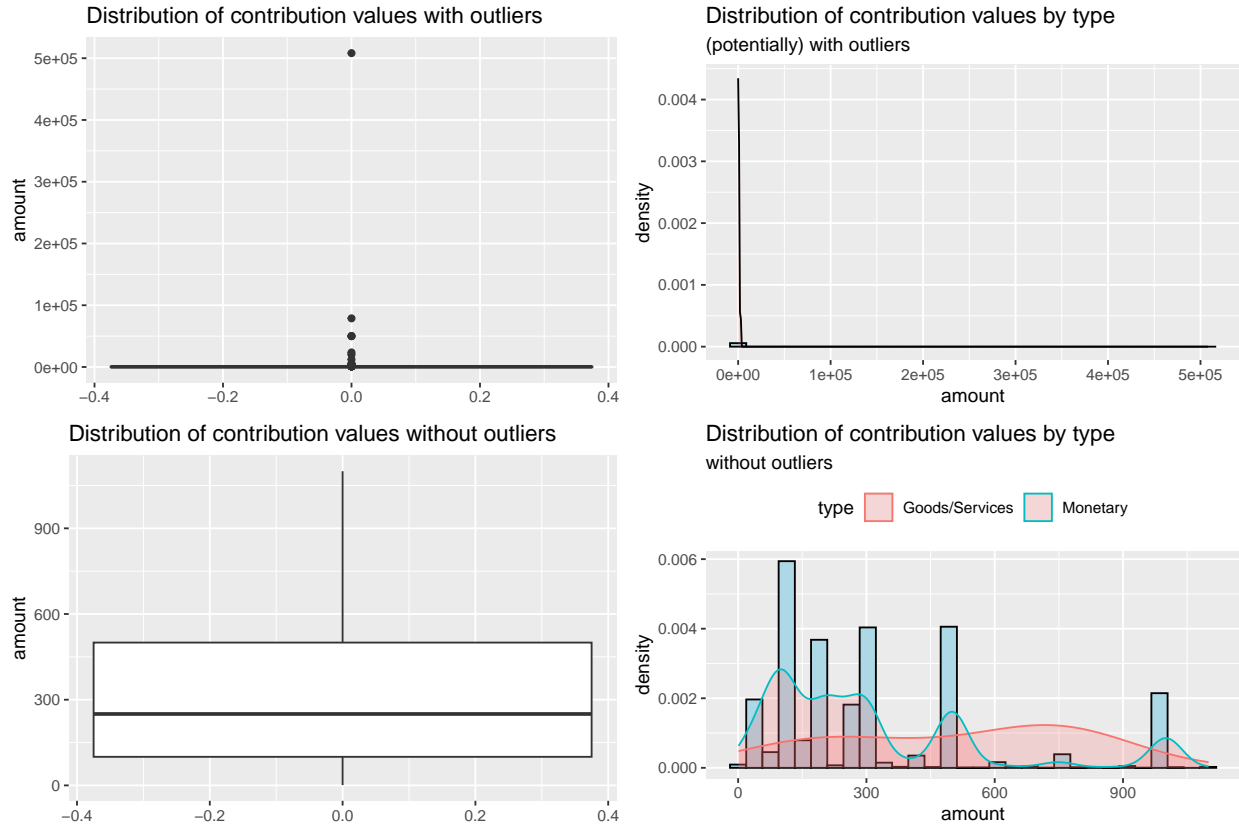 Distribution of contribution values with outliers
amount
5e+05
4e+05
3e+05
2e+05
1e+05
0e+00
−0.4 −0.2 0.0 0.2 0.4
Distribution of contribution values by type
(potentially) with outliers
density
0.004
0.003
0.002
0.001
0.000
0e+00 1e+05 2e+05 3e+05 4e+05 5e+05
amount
Distribution of contribution values without outliers
amount
900
600
300
0
−0.4 −0.2 0.0 0.2 0.4
Distribution of contribution values by type
without outliers
type Goods/Services Monetary
density
0.006
0.004
0.002
0.000
0 300 600 900
amount